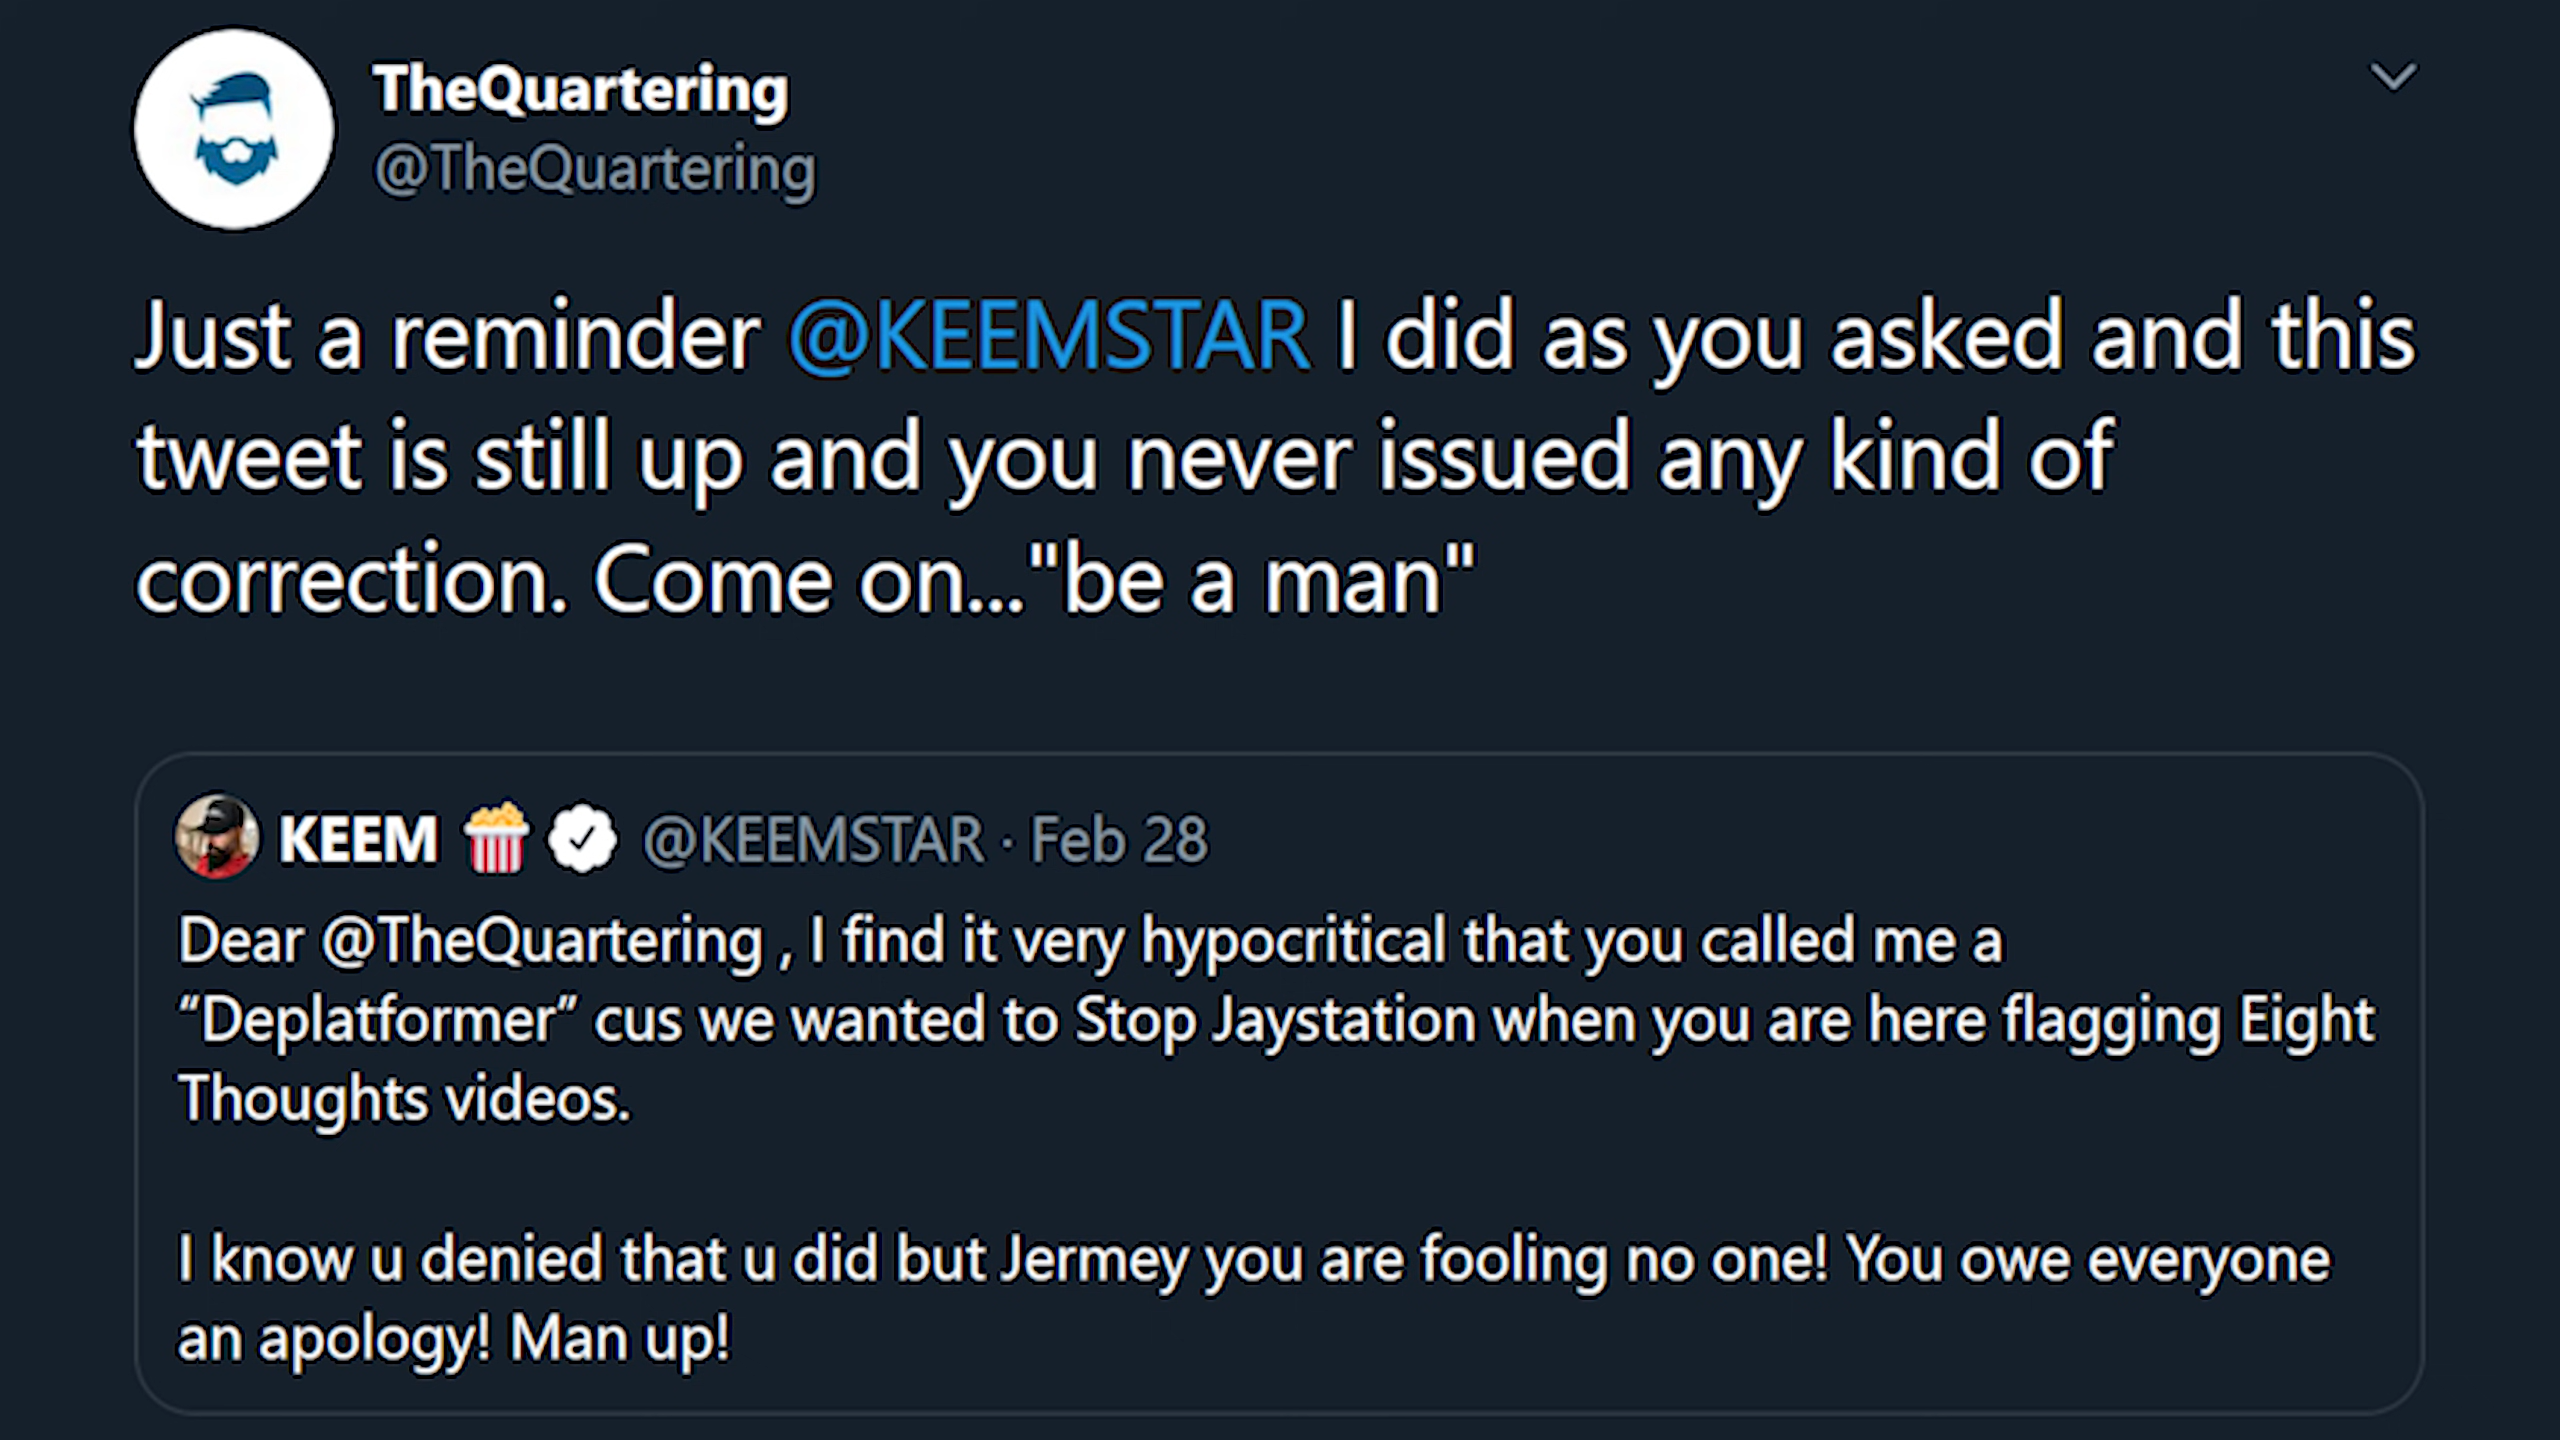 TheQuartering
@TheQuartering
Just a reminder @KEEMSTAR I did as you asked and this
tweet is still up and you never issued any kind of
correction. Come on..."be a man"
KEEM @KEEMSTAR · Feb 28
Dear @TheQuartering , I find it very hypocritical that you called me a
“Deplatformer” cus we wanted to Stop Jaystation when you are here flagging Eight
Thoughts videos.
I know u denied that u did but Jermey you are fooling no one! You owe everyone
an apology! Man up!